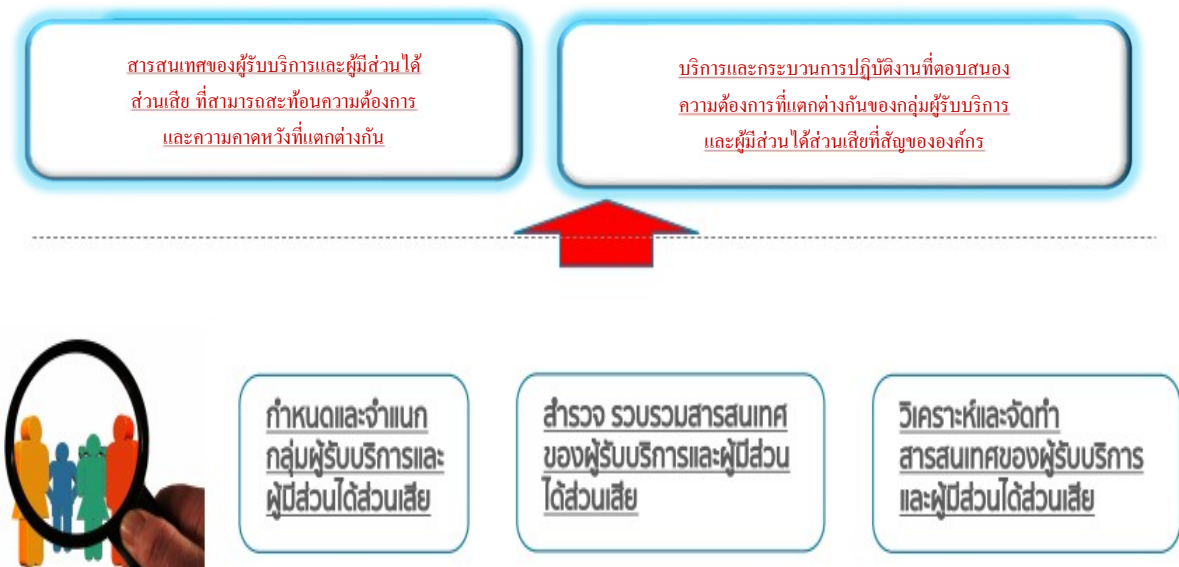 สารสนเทศของผู้รับบริการและผู้มีส่วนได้
ส่วนเสีย ที่สามารถสะท้อนความต้องการ
และความคาดหวังที่แตกต่างกัน
บริการและกระบวนการปฏิบัติงานที่ตอบสนอง
ความต้องการที่แตกต่างกันของกลุ่มผู้รับบริการ
และผู้มีส่วนได้ส่วนเสียที่สัญขององค์กร
กำหนดและจำแนก
กลุ่มผู้รับบริการและ
ผู้มีส่วนได้ส่วนเสีย
สำรวจ รวบรวมสารสนเทศ
ของผู้รับบริการและผู้มีส่วน
ได้ส่วนเสีย
วิเคราะห์และจัดทำ
สารสนเทศของผู้รับบริการ
และผู้มีส่วนได้ส่วนเสีย